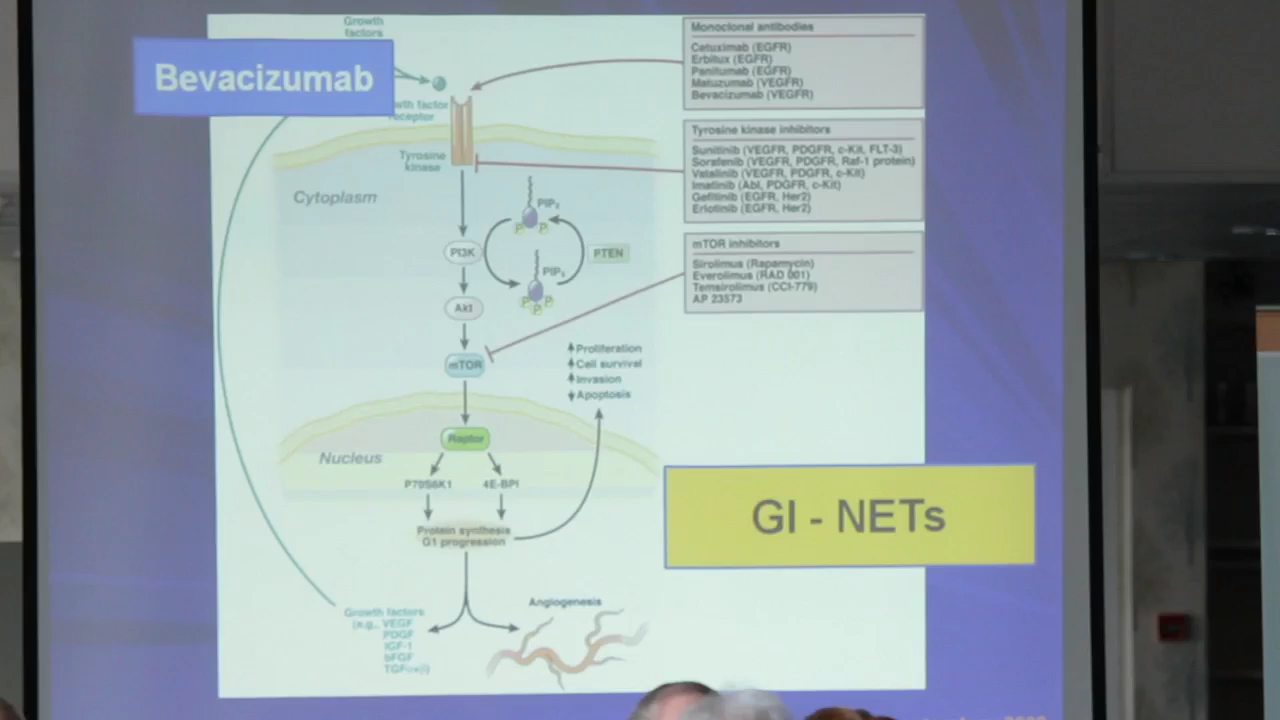 Growth
factors
Bevacizumab
wth factor
receptor
Tyrosine
kinase
Cytoplasm
PIP₂
P P
PI3K
PTEN
PIP₃
P P P
Akt
mTOR
Proliferation
Cell survival
Invasion
Apoptosis
Raptor
Nucleus
P70S6K1
4E-BPI
Protein synthesis
G1 progression
Growth factors
(e.g., VEGF
PDGF
IGF-1
bFGF
Angiogenesis
Monoclonal antibodies
Cetuximab (EGFR)
Erbitux (EGFR)
Panitumab (EGFR)
Matuzumab (VEGFR)
Bevacizumab (VEGFR)
Tyrosine kinase inhibitors
Sunitinib (VEGFR, PDGFR, c-Kit, FLT-3)
Sorafenib (VEGFR, PDGFR, Raf-1 protein)
Vatalinib (VEGFR, PDGFR, c-Kit)
Imatinib (Abl, PDGFR, c-Kit)
Gefitinib (EGFR, Her2)
Erlotinib (EGFR, Her2)
mTOR inhibitors
Sirolimus (Rapamycin)
Everolimus (RAD 001)
Temsirolimus (CCI-779)
AP 23573
GI - NETs